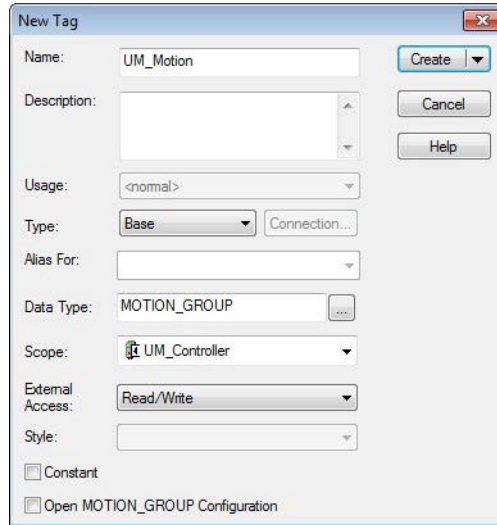 New Tag
Name: UM_Motion Create
Description: Cancel
Help
Usage: <normal>
Type: Base Connection...
Alias For:
Data Type: MOTION_GROUP ...
Scope: UM_Controller
External Access: Read/Write
Style:
Constant
Open MOTION_GROUP Configuration